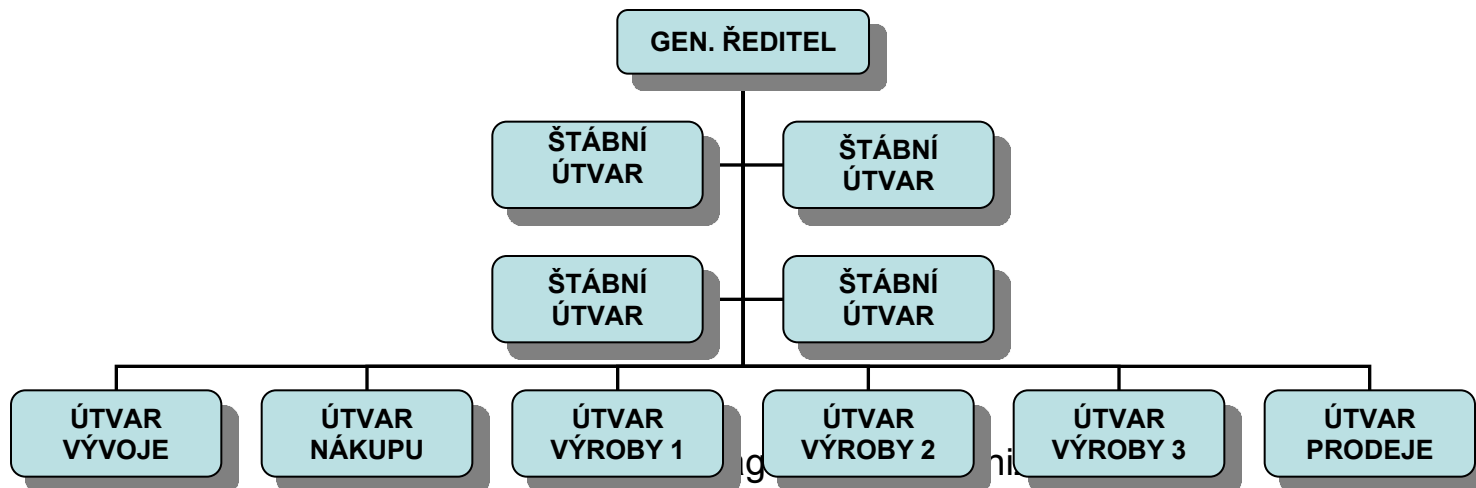 GEN. ŘEDITEL
ŠTÁBNÍ
ÚTVAR
ŠTÁBNÍ
ÚTVAR
ŠTÁBNÍ
ÚTVAR
ŠTÁBNÍ
ÚTVAR
ÚTVAR
VÝVOJE
ÚTVAR
NÁKUPU
ÚTVAR
VÝROBY 1
ÚTVAR
VÝROBY 2
ÚTVAR
VÝROBY 3
ÚTVAR
PRODEJE